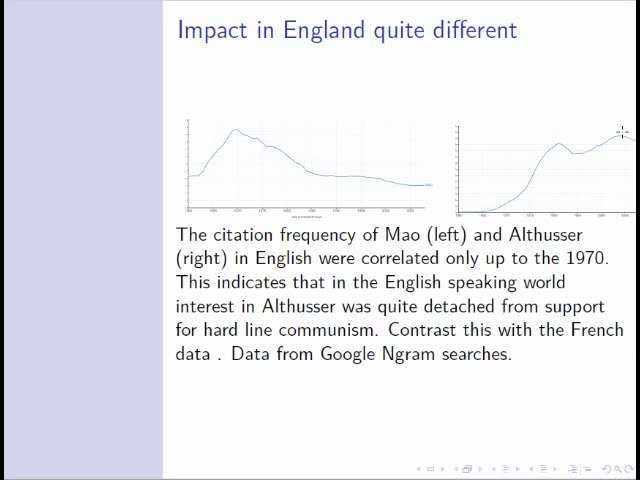 Impact in England quite different
The citation frequency of Mao (left) and Althusser
(right) in English were correlated only up to the 1970.
This indicates that in the English speaking world
interest in Althusser was quite detached from support
for hard line communism. Contrast this with the French
data . Data from Google Ngram searches.